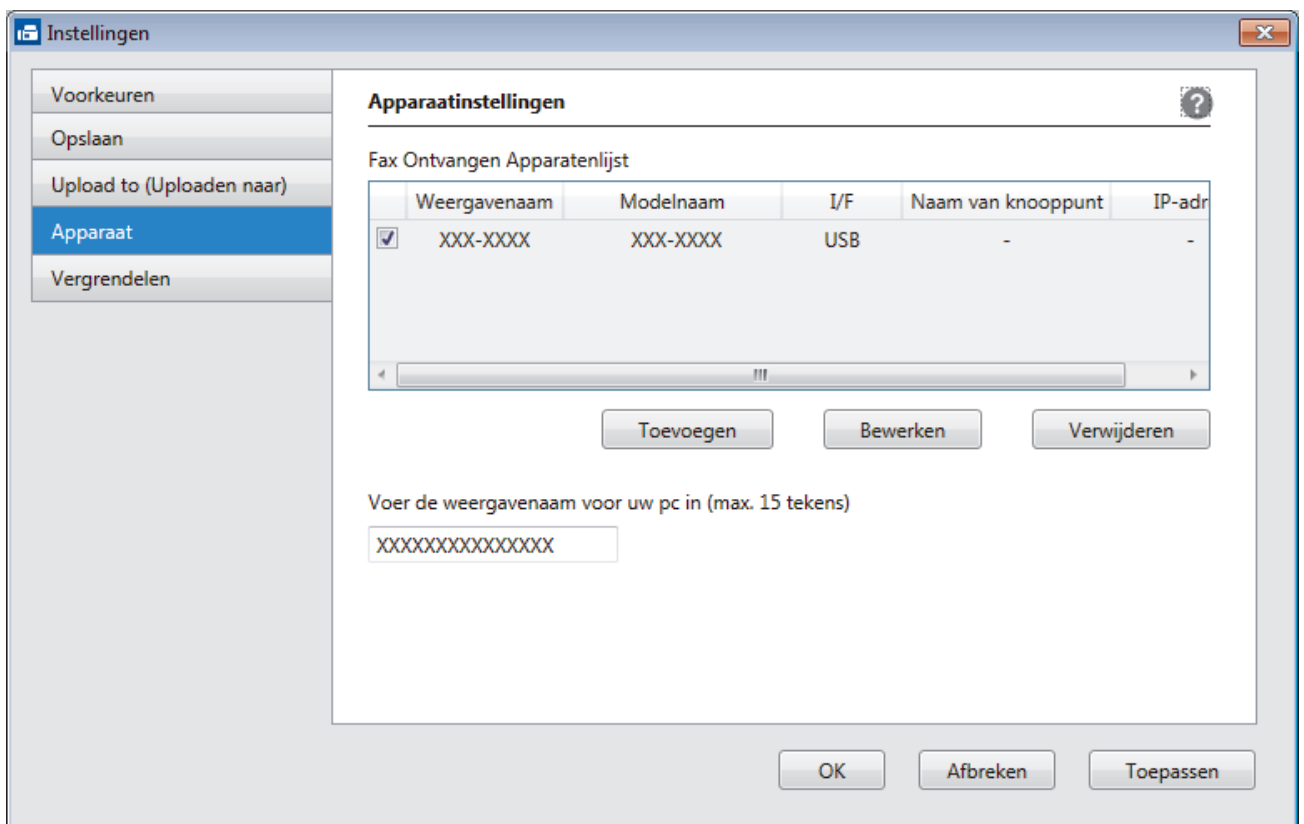 Instellingen
Voorkeuren
Opslaan
Upload to (Uploaden naar)
Apparaat
Vergrendelen
Apparaatinstellingen
?
Fax Ontvangen Apparatenlijst
Weergavenaam Modelnaam I/F Naam van knooppunt IP-adr
XXX-XXXX XXX-XXXX USB - -
Toevoegen Bewerken Verwijderen
Voer de weergavenaam voor uw pc in (max. 15 tekens)
XXXXXXXXXXXXXXX
OK Afbreken Toepassen